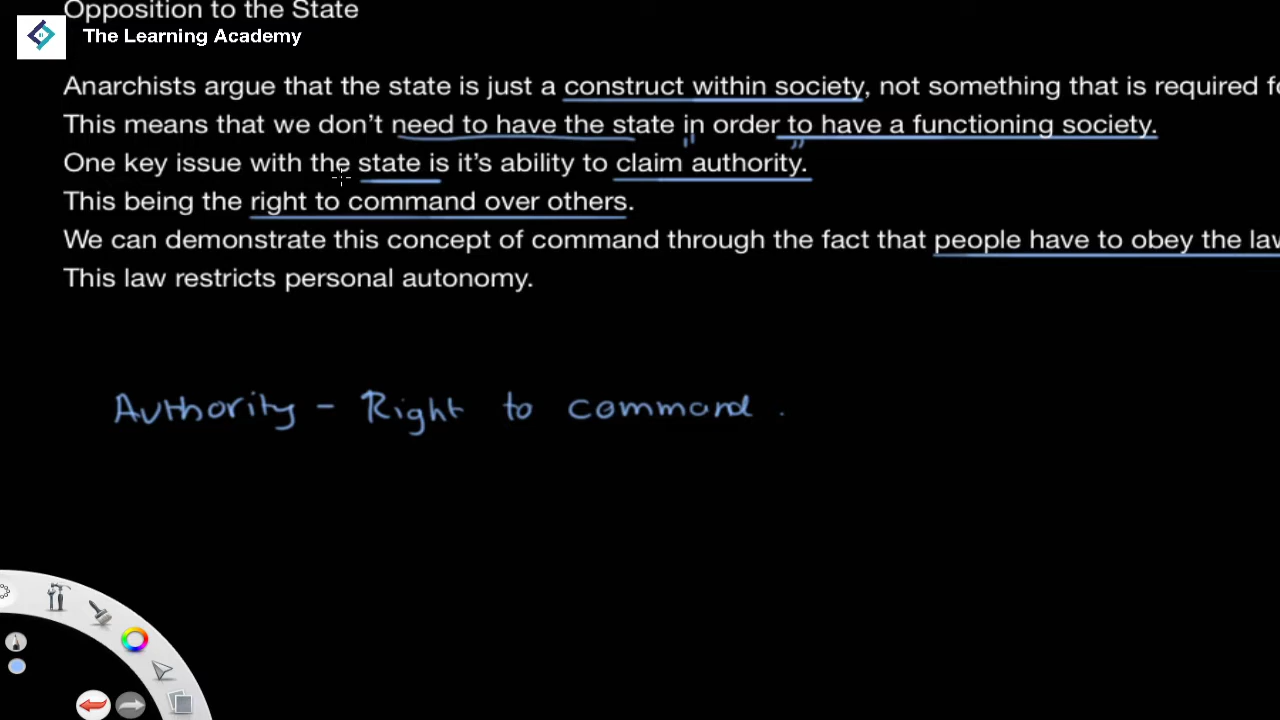 Opposition to the State
The Learning Academy
Anarchists argue that the state is just a construct within society, not something that is required
This means that we don't need to have the state in order to have a functioning society.
One key issue with the state is it's ability to claim authority.
This being the right to command over others.
We can demonstrate this concept of command through the fact that people have to obey the
This law restricts personal autonomy.
Authority - Right to command.